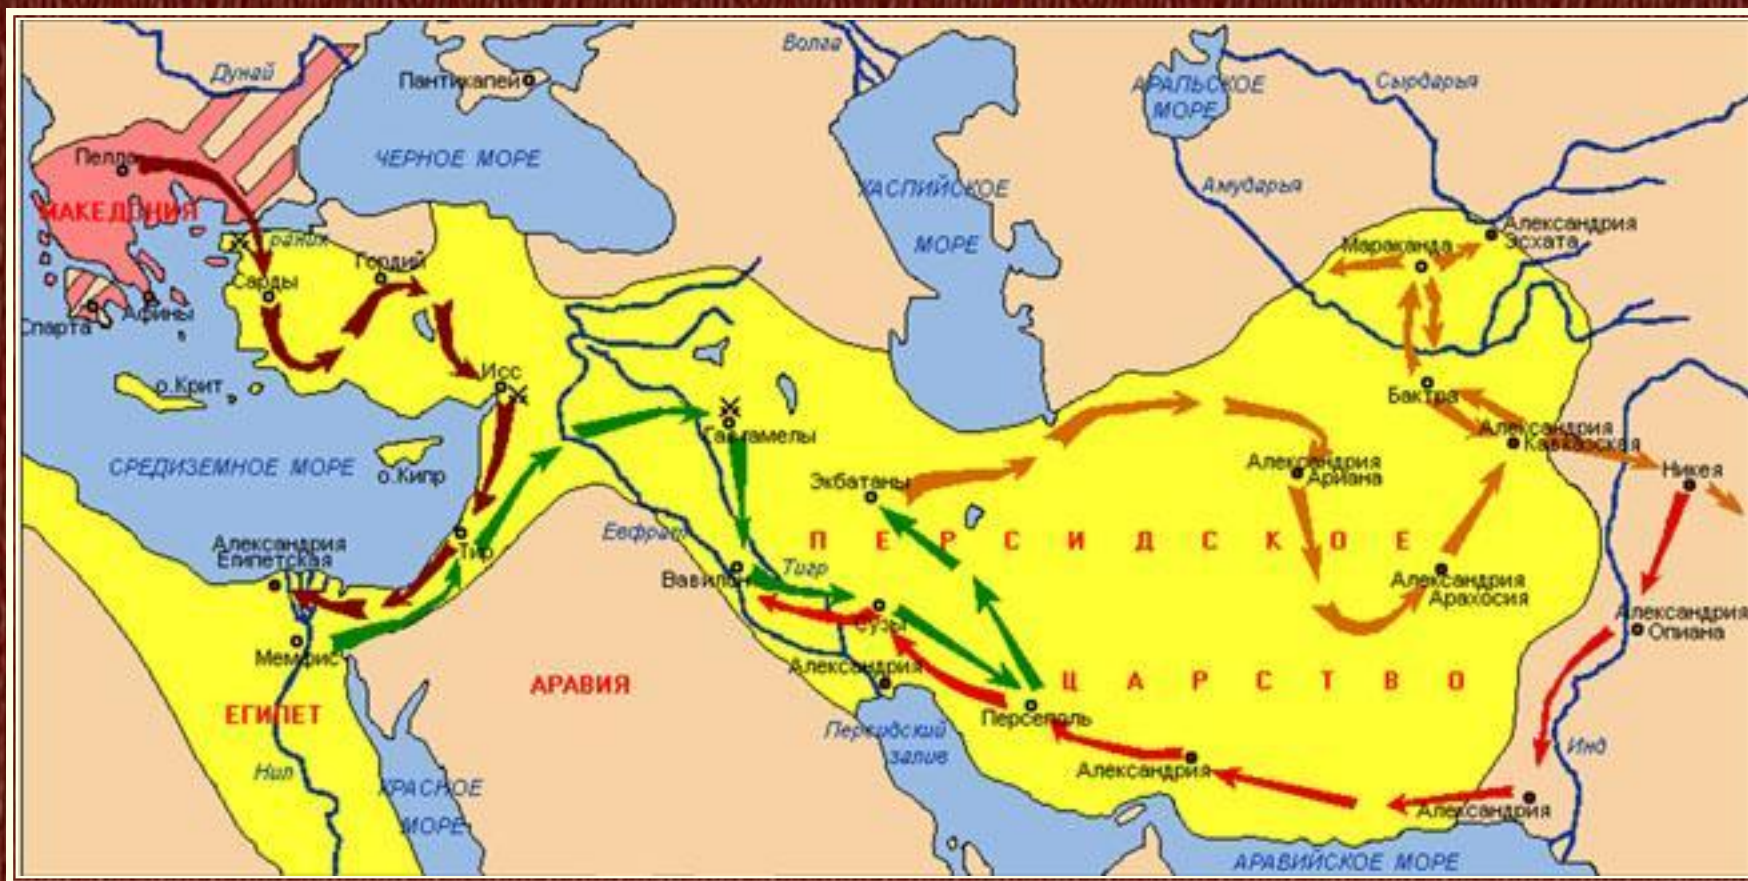 Дунай
Пантикапей
Волга
АРАЛЬСКОЕ
МОРЕ
Сырдарья
Пелла
ЧЕРНОЕ МОРЕ
КАСПИЙСКОЕ
МОРЕ
Амударья
МАКЕДОНИЯ
раник
Гордий
Сарды
Спарта
Афины
Мараканда
Александрия
Эсхата
о.Крит
Исс
Бактра
Гавгамелы
Александрия
Кавказская
СРЕДИЗЕМНОЕ МОРЕ
о.Кипр
Экбатаны
Александрия
Ариана
Никея
Александрия
Египетская
Тир
Евфрат
ПЕРСИДСКОЕ
Вавилон
Тигр
Александрия
Арахосия
Сузы
Александрия
Опиана
Мемфис
АРАВИЯ
Александрия
ЦАРСТВО
ЕГИПЕТ
Персеполь
Персидский
залив
Нил
КРАСНОЕ
МОРЕ
Александрия
Инд
Александрия
АРАВИЙСКОЕ МОРЕ